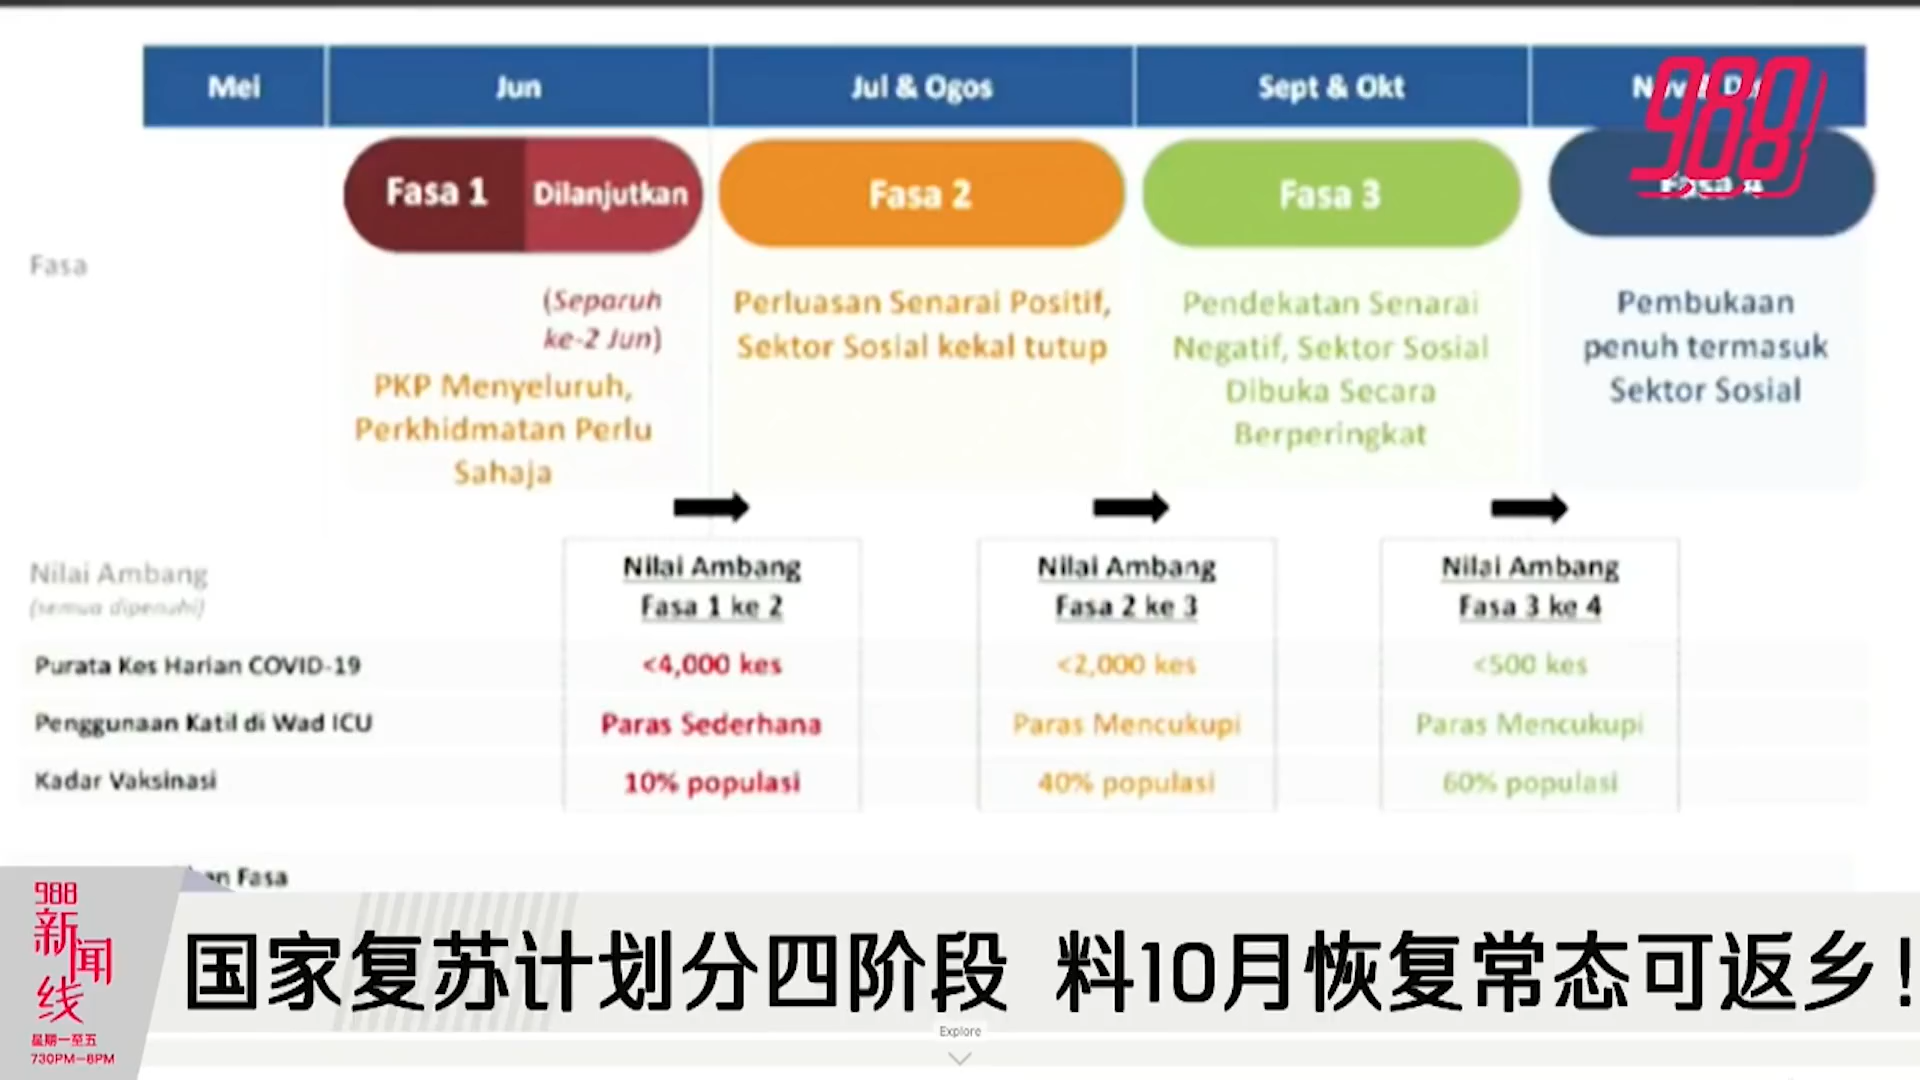 Mei
Jun
Jul & Ogos
Sept & Okt
988
Fasa 1
Dilanjutkan
Fasa 2
Fasa 3
Fasa 4
Fasa
(Separuh
ke-2 Jun)
PKP Menyeluruh,
Perkhidmatan Perlu
Sahaja
Perluasan Senarai Positif,
Sektor Sosial kekal tutup
Pendekatan Senarai
Negatif, Sektor Sosial
Dibuka Secara
Berperingkat
Pembukaan
penuh termasuk
Sektor Sosial
Nilai Ambang
(semua dipenuhi)
Nilai Ambang
Fasa 1 ke 2
Nilai Ambang
Fasa 2 ke 3
Nilai Ambang
Fasa 3 ke 4
Purata Kes Harian COVID-19
<4,000 kes
<2,000 kes
<500 kes
Penggunaan Katil di Wad ICU
Paras Sederhana
Paras Mencukupi
Paras Mencukupi
Kadar Vaksinasi
10% populasi
40% populasi
60% populasi
Fasa
988
新闻
线
星期一至五
730PM-8PM
国家复苏计划分四阶段 料10月恢复常态可返乡!
Explore